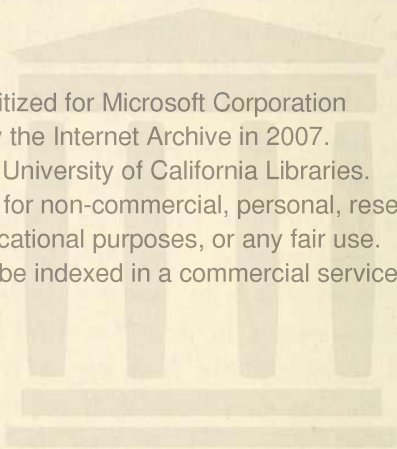 itized for Microsoft Corporation
the Internet Archive in 2007.
University of California Libraries.
for non-commercial, personal, rese
cational purposes, or any fair use.
be indexed in a commercial service